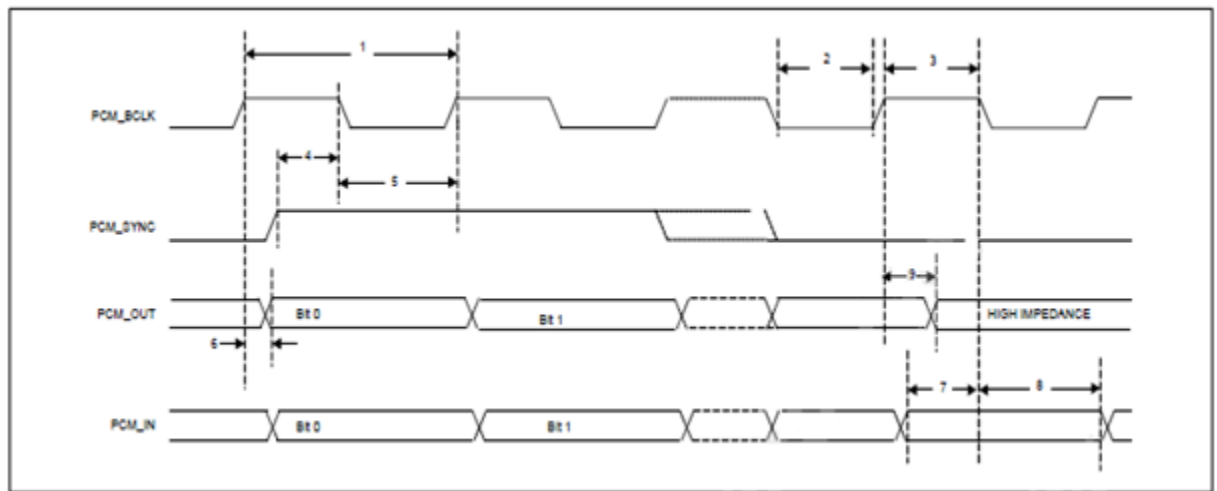 1
2
3
PCM_BCLK
4
5
PCM_SYNC
9
PCM_OUT
Bit 0
Bit 1
HIGH IMPEDANCE
6
7
8
PCM_IN
Bit 0
Bit 1